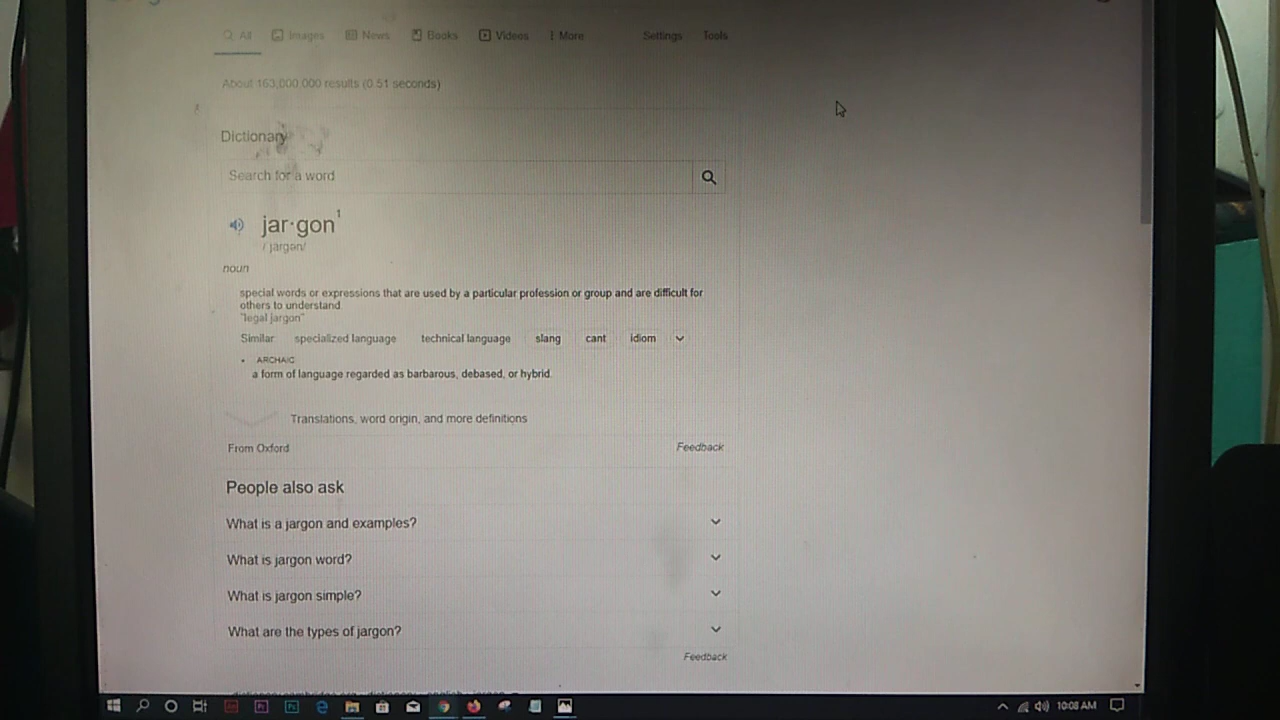 All Images News Books Videos More Settings Tools
About 163,000,000 results (0.51 seconds)
Dictionary
Search for a word
jar·gon¹
/ˈjärɡən/
noun
special words or expressions that are used by a particular profession or group and are difficult for
others to understand.
"legal jargon"
Similar: specialized language technical language slang cant idiom
• ARCHAIC
a form of language regarded as barbarous, debased, or hybrid.
Translations, word origin, and more definitions
From Oxford Feedback
People also ask
What is a jargon and examples?
What is jargon word?
What is jargon simple?
What are the types of jargon?
Feedback
10:08 AM